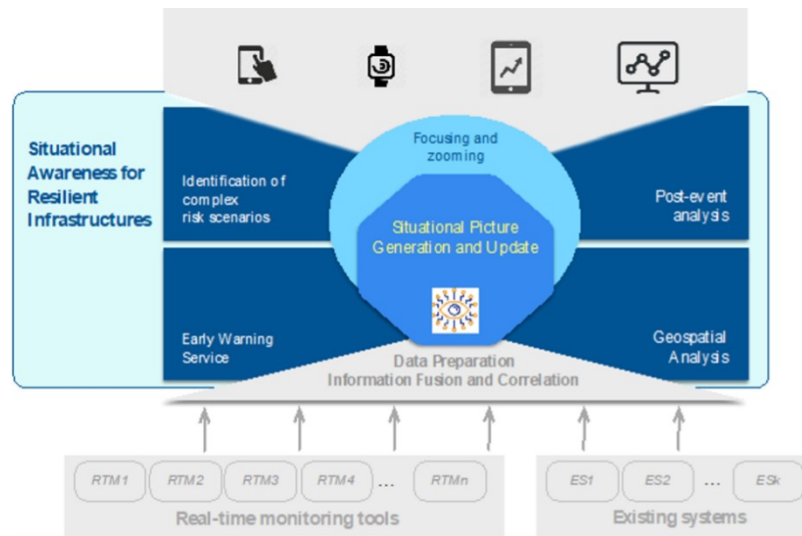 Situational
Awareness for
Resilient
Infrastructures
Focusing and
zooming
Identification of
complex
risk scenarios
Situational Picture
Generation and Update
Post-event
analysis
Early Warning
Service
Geospatial
Analysis
Data Preparation
Information Fusion and Correlation
RTM1 RTM2 RTM3 RTM4 ... RTMn
ES1 ES2 ... ESk
Real-time monitoring tools
Existing systems